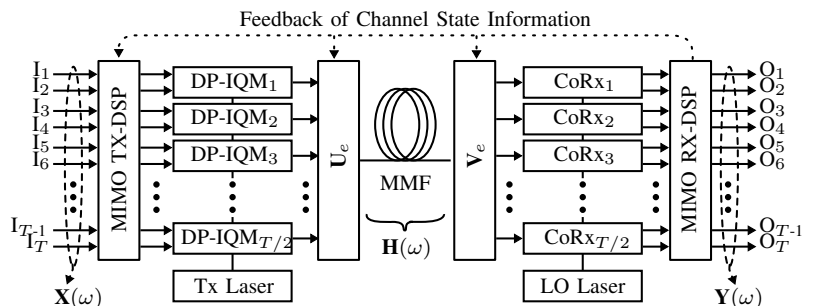 Feedback of Channel State Information
I1
I2
I3
I4
I5
I6
IT-1
IT
X(ω)
MIMO TX-DSP
DP-IQM1
DP-IQM2
DP-IQM3
DP-IQMT/2
Tx Laser
Ue
MMF
H(ω)
Ve
CoRx1
CoRx2
CoRx3
CoRxT/2
LO Laser
MIMO RX-DSP
O1
O2
O3
O4
O5
O6
OT-1
OT
Y(ω)